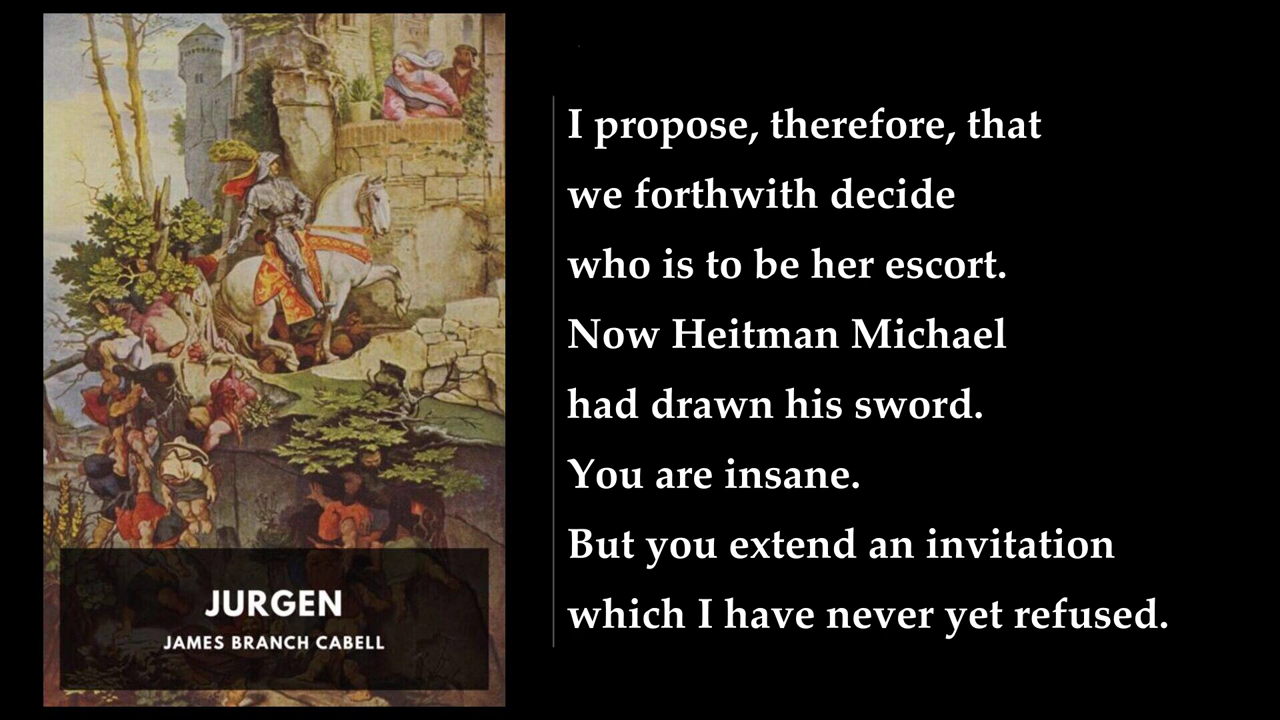 JURGEN
JAMES BRANCH CABELL
I propose, therefore, that
we forthwith decide
who is to be her escort.
Now Heitman Michael
had drawn his sword.
You are insane.
But you extend an invitation
which I have never yet refused.